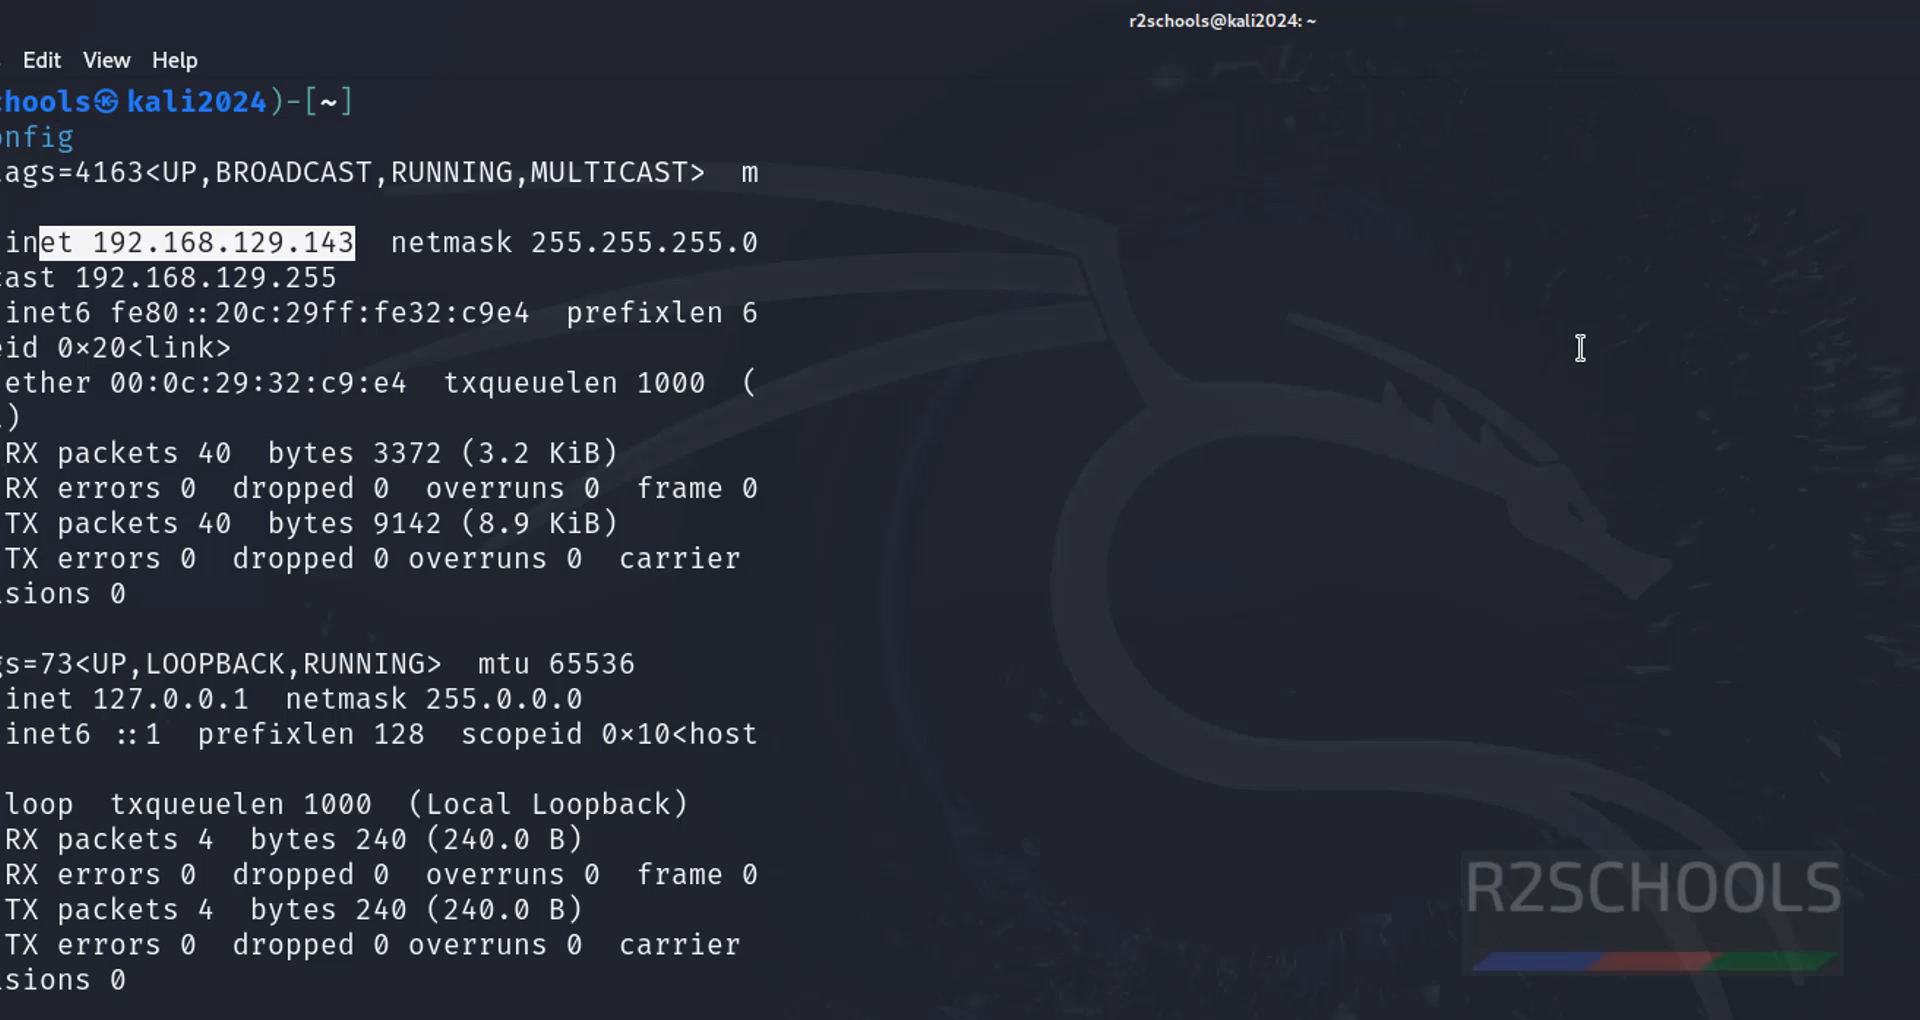 r2schools@kali2024: ~
Edit View Help
chools㉿kali2024)-[~]
onfig
lags=4163<UP,BROADCAST,RUNNING,MULTICAST>  m
inet 192.168.129.143  netmask 255.255.255.0
cast 192.168.129.255
inet6 fe80::20c:29ff:fe32:c9e4  prefixlen 6
eid 0×20<link>
ether 00:0c:29:32:c9:e4  txqueuelen 1000  (
)
RX packets 40  bytes 3372 (3.2 KiB)
RX errors 0  dropped 0  overruns 0  frame 0
TX packets 40  bytes 9142 (8.9 KiB)
TX errors 0  dropped 0 overruns 0  carrier
sions 0
gs=73<UP,LOOPBACK,RUNNING>  mtu 65536
inet 127.0.0.1  netmask 255.0.0.0
inet6 ::1  prefixlen 128  scopeid 0×10<host
loop  txqueuelen 1000  (Local Loopback)
RX packets 4  bytes 240 (240.0 B)
RX errors 0  dropped 0  overruns 0  frame 0
TX packets 4  bytes 240 (240.0 B)
TX errors 0  dropped 0 overruns 0  carrier
sions 0
R2SCHOOLS